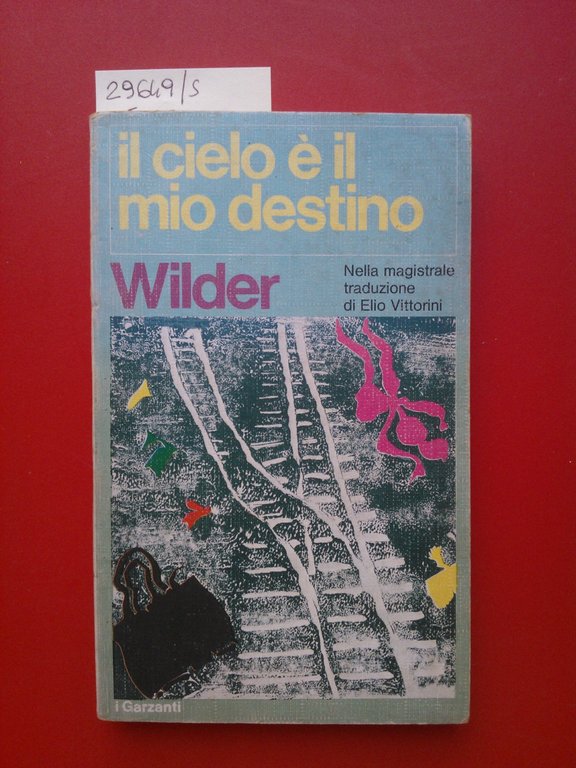 29649/s
il cielo è il
mio destino
Wilder
Nella magistrale
traduzione
di Elio Vittorini
i Garzanti